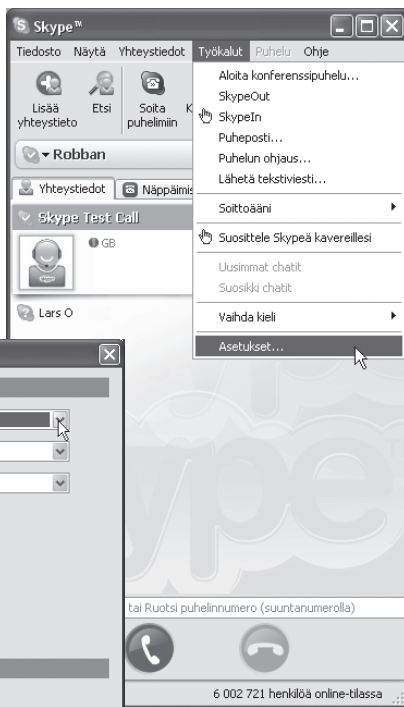 Skype™
Tiedosto Näytä Yhteystiedot Työkalut Puhelu Ohje
Lisää yhteystieto
Etsi
Soita puhelimiin
K
Robban
Yhteystiedot
Näppäimis
Skype Test Call
GB
Lars O
Aloita konferenssipuhelu...
SkypeOut
SkypeIn
Puheposti...
Puhelun ohjaus...
Lähetä tekstiviesti...
Soittoääni
Suosittele Skypeä kavereillesi
Uusimmat chatit
Suosikki chatit
Vaihda kieli
Asetukset...
tai Ruotsi puhelinnumero (suuntanumerolla)
6 002 721 henkilöä online-tilassa